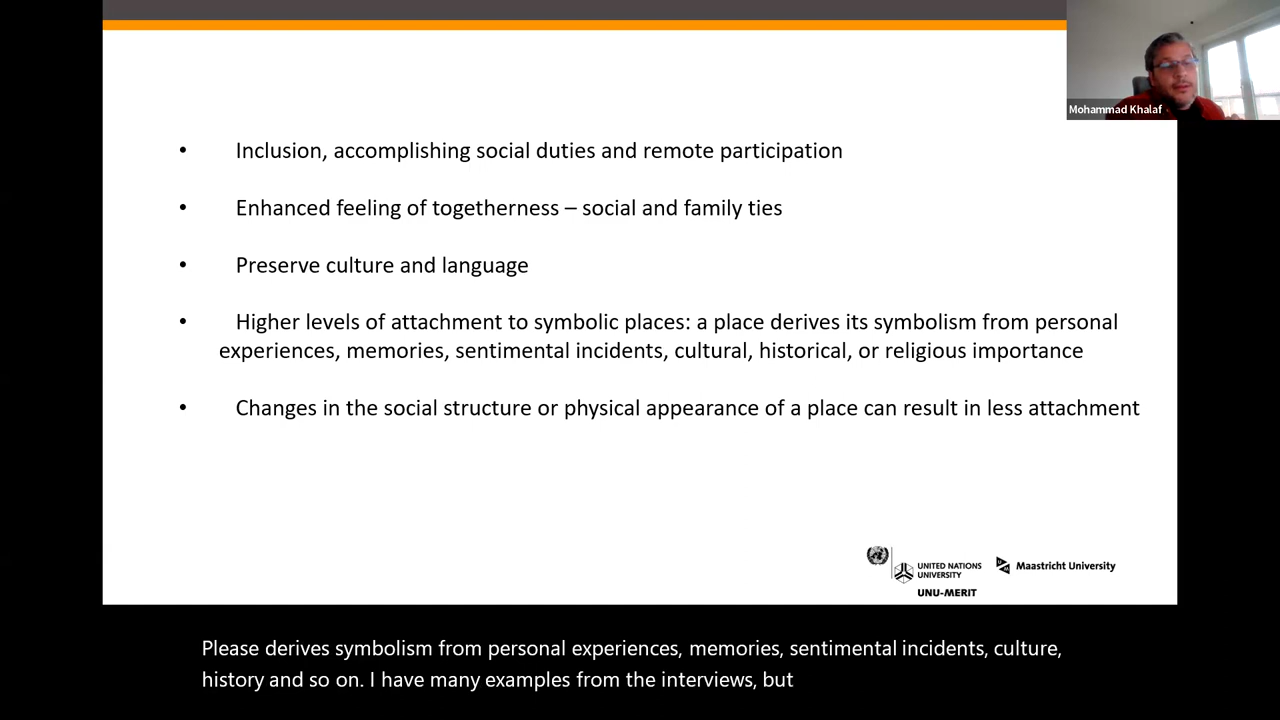 Mohammad Khalaf
• Inclusion, accomplishing social duties and remote participation
• Enhanced feeling of togetherness – social and family ties
• Preserve culture and language
• Higher levels of attachment to symbolic places: a place derives its symbolism from personal
experiences, memories, sentimental incidents, cultural, historical, or religious importance
• Changes in the social structure or physical appearance of a place can result in less attachment
UNITED NATIONS
UNIVERSITY
UNU-MERIT
Maastricht University
Please derives symbolism from personal experiences, memories, sentimental incidents, culture,
history and so on. I have many examples from the interviews, but